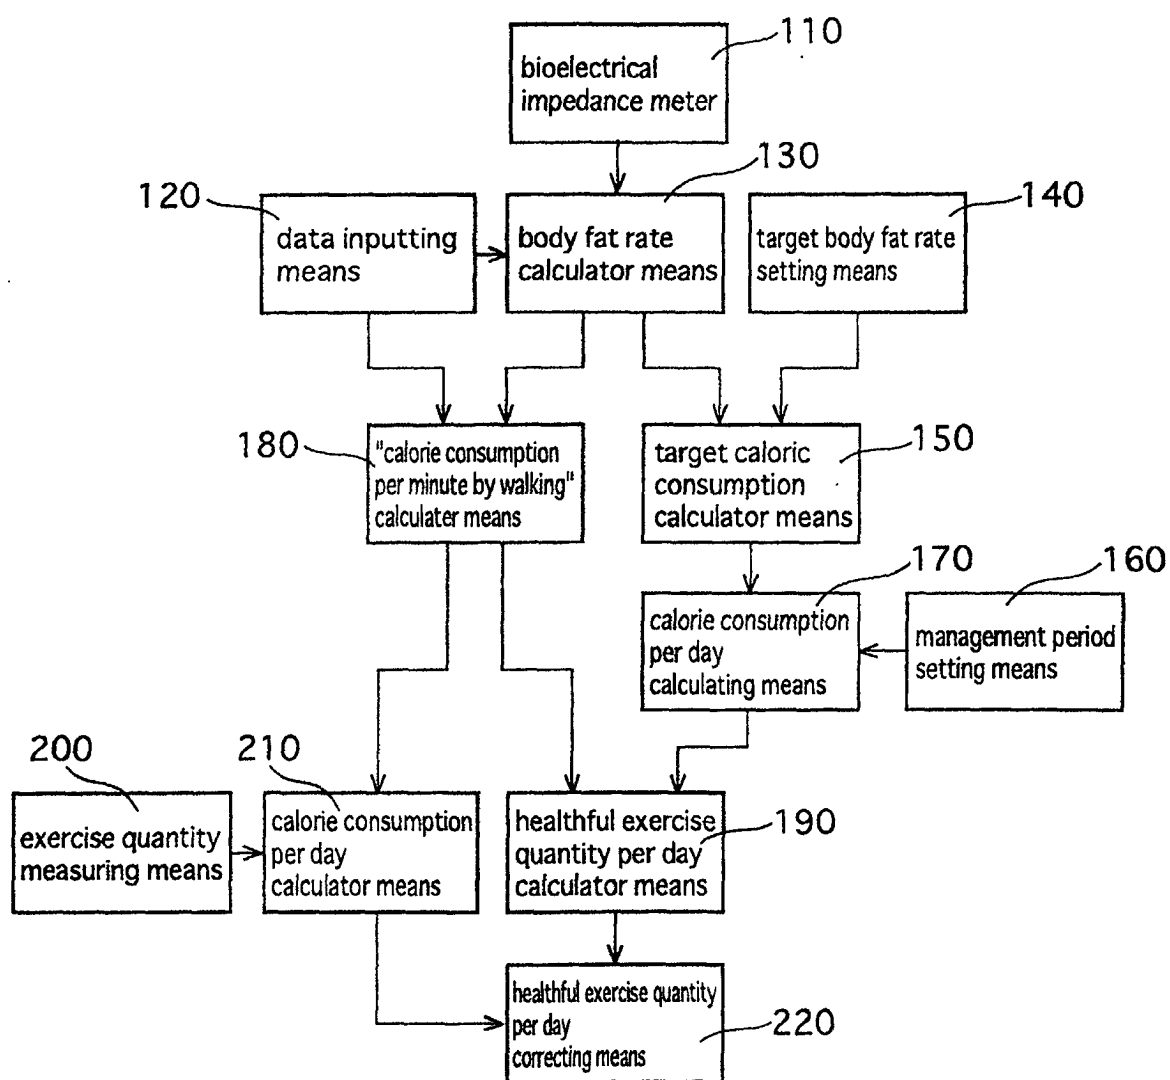 110
bioelectrical
impedance meter
130
120
140
data inputting
means
body fat rate
calculator means
target body fat rate
setting means
180
"calorie consumption
per minute by walking"
calculater means
150
target caloric
consumption
calculator means
170
160
calorie consumption
per day
calculating means
management period
setting means
200
210
exercise quantity
measuring means
calorie consumption
per day
calculator means
healthful exercise
quantity per day
calculator means
190
healthful exercise quantity
per day
correcting means
220